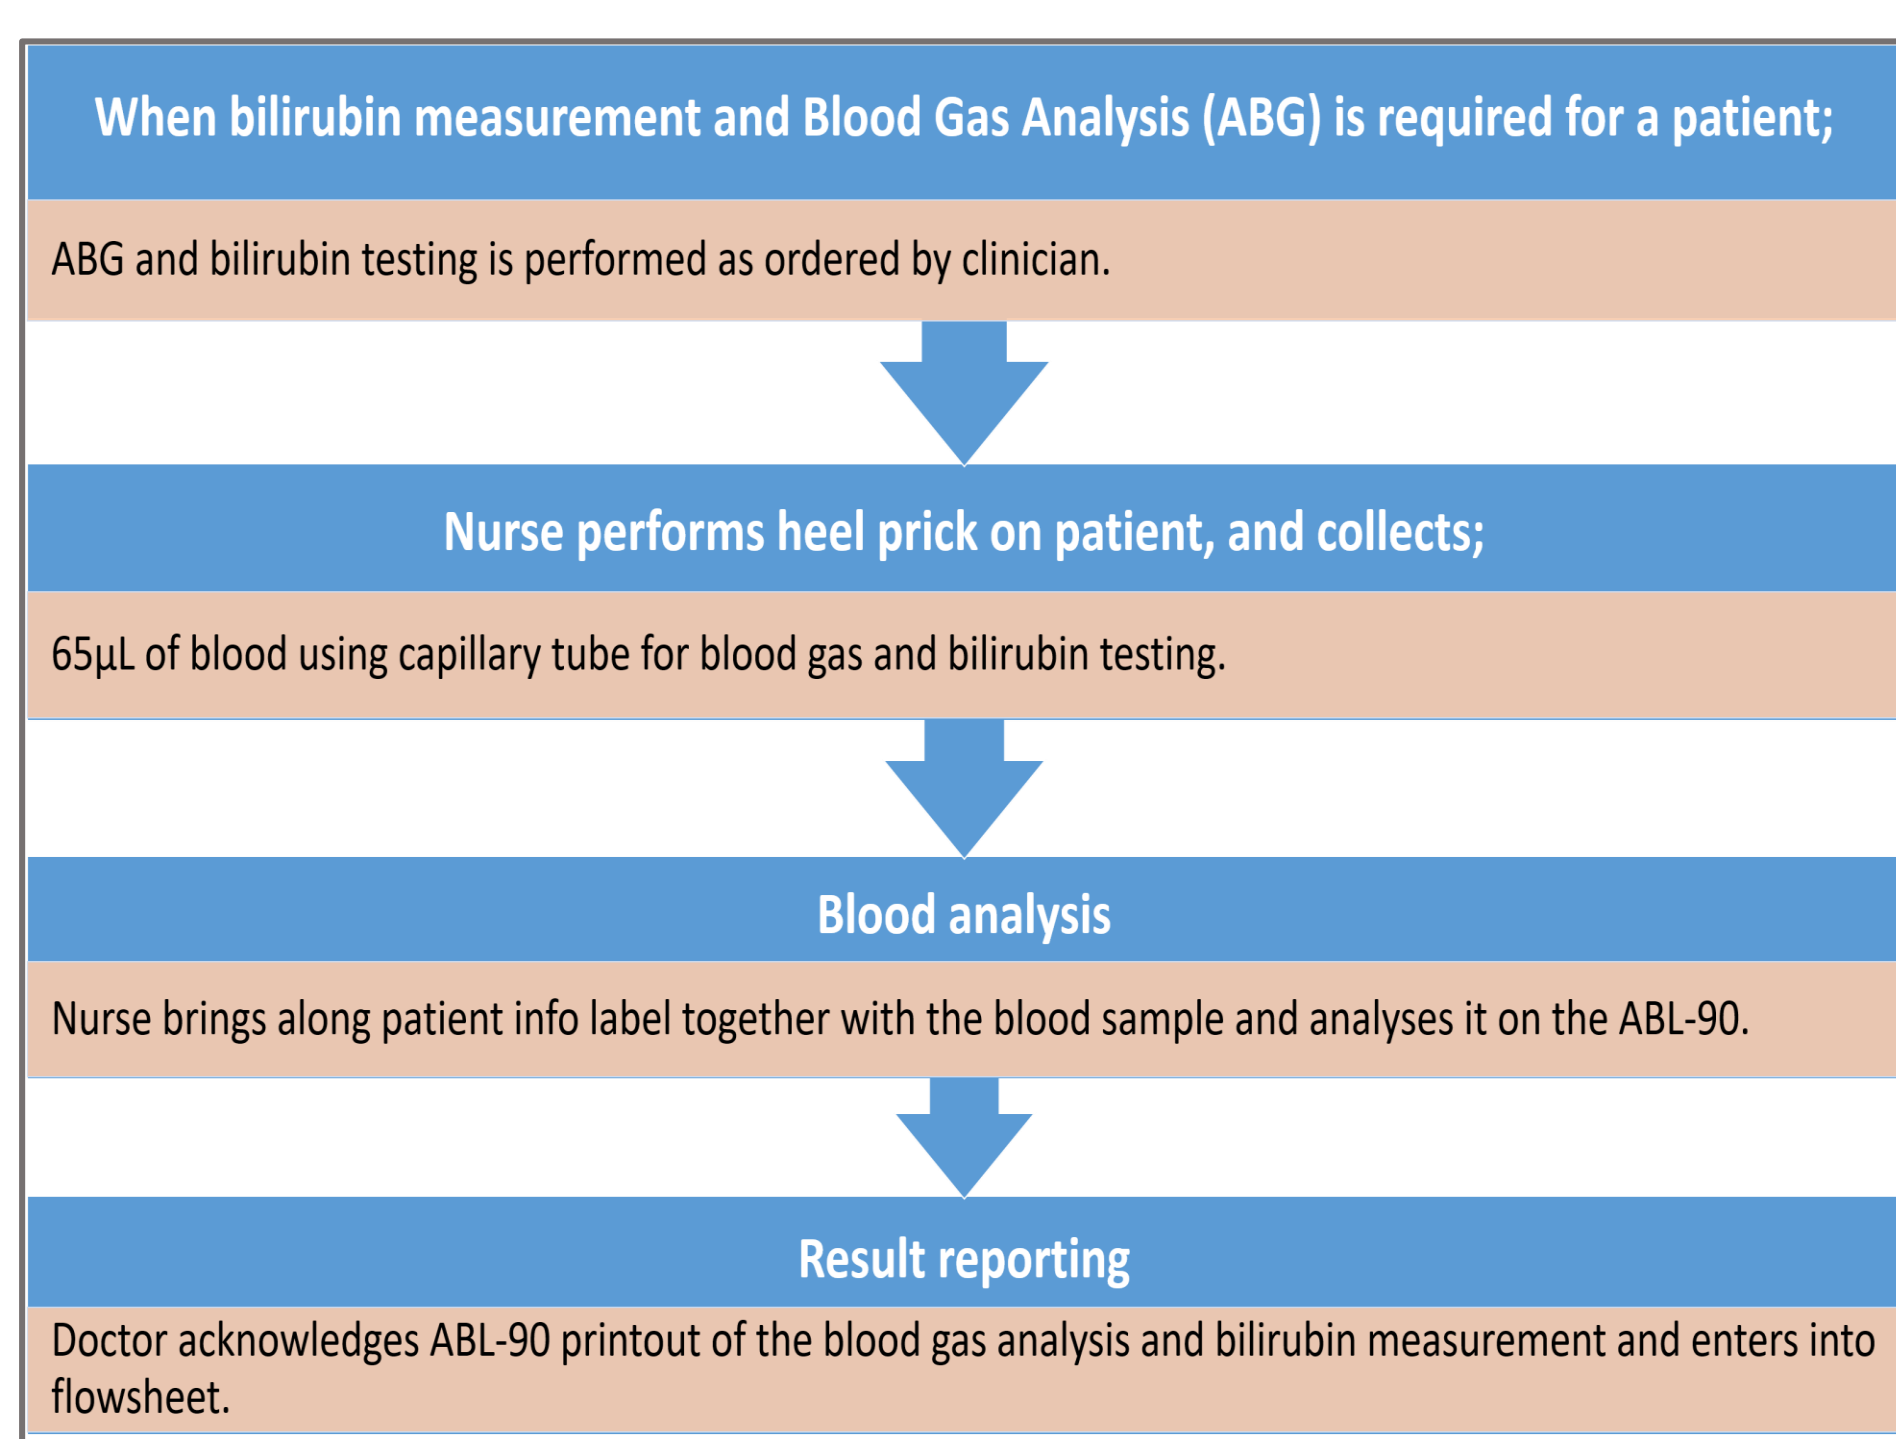 When bilirubin measurement and Blood Gas Analysis (ABG) is required for a patient;
ABG and bilirubin testing is performed as ordered by clinician.
Nurse performs heel prick on patient, and collects;
65µL of blood using capillary tube for blood gas and bilirubin testing.
Blood analysis
Nurse brings along patient info label together with the blood sample and analyses it on the ABL-90.
Result reporting
Doctor acknowledges ABL-90 printout of the blood gas analysis and bilirubin measurement and enters into
flowsheet.